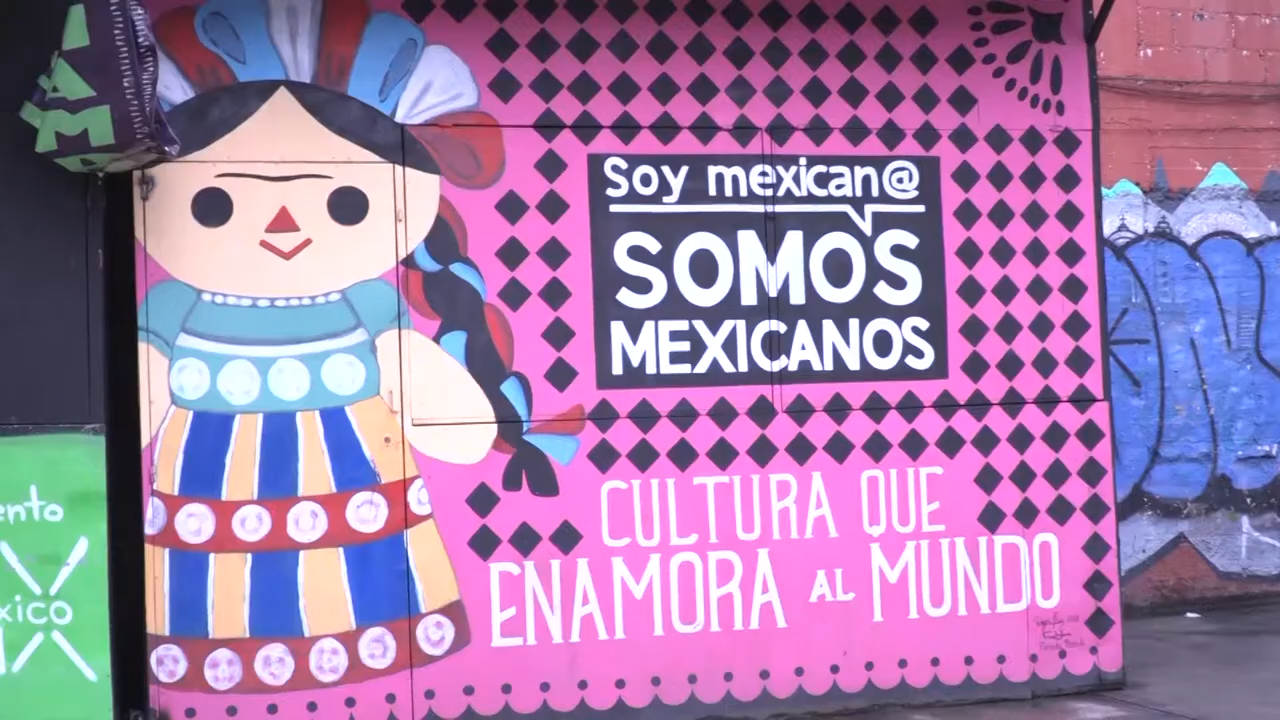 Soy mexican@
SOMOS
MEXICANOS
CULTURA QUE
ENAMORA AL MUNDO
ento
xico